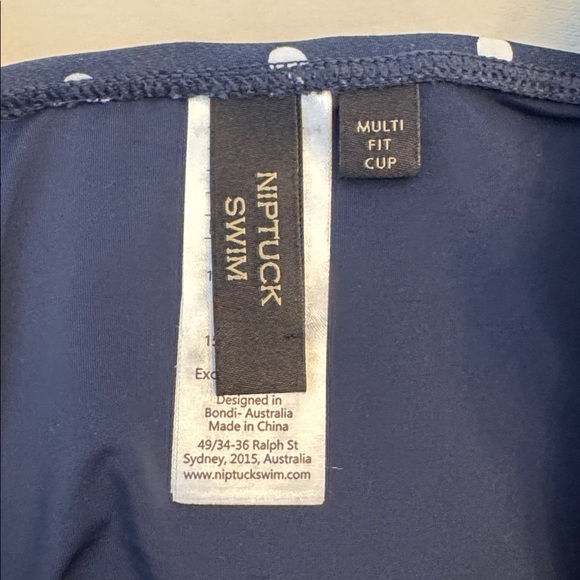 NIPTUCK
SWIM
MULTI
FIT
CUP
Designed in
Bondi- Australia
Made in China
49/34-36 Ralph St
Sydney, 2015, Australia
www.niptuckswim.com